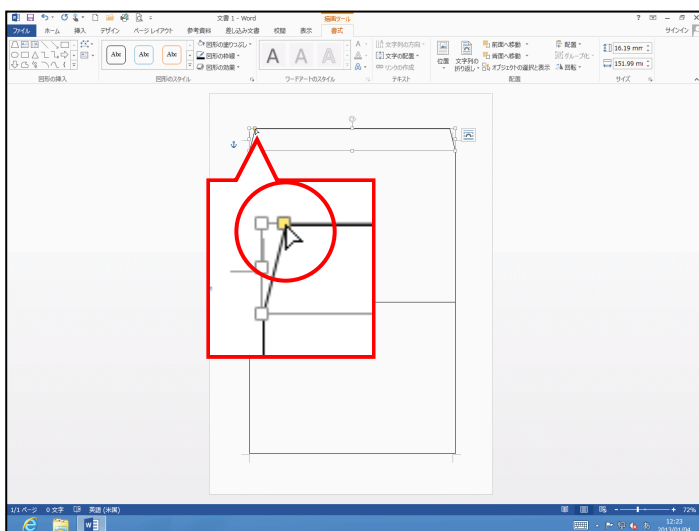 文書 1 - Word
描画ツール
ファイル ホーム 挿入 デザイン ページ レイアウト 参考資料 差し込み文書 校閲 表示 書式
サインイン
図形の塗りつぶし
図形の枠線
図形の効果
Abc Abc Abc
A A A
文字列の方向
文字の配置
リンクの作成
位置
文字列の
折り返し
前面へ移動
背面へ移動
オブジェクトの選択と表示
配置
グループ化
回転
16.19 mm
151.99 mm
図形の挿入 図形のスタイル ワードアートのスタイル テキスト 配置 サイズ
1/1 ページ 0 文字 英語 (米国)
72%
12:23
2013/01/04